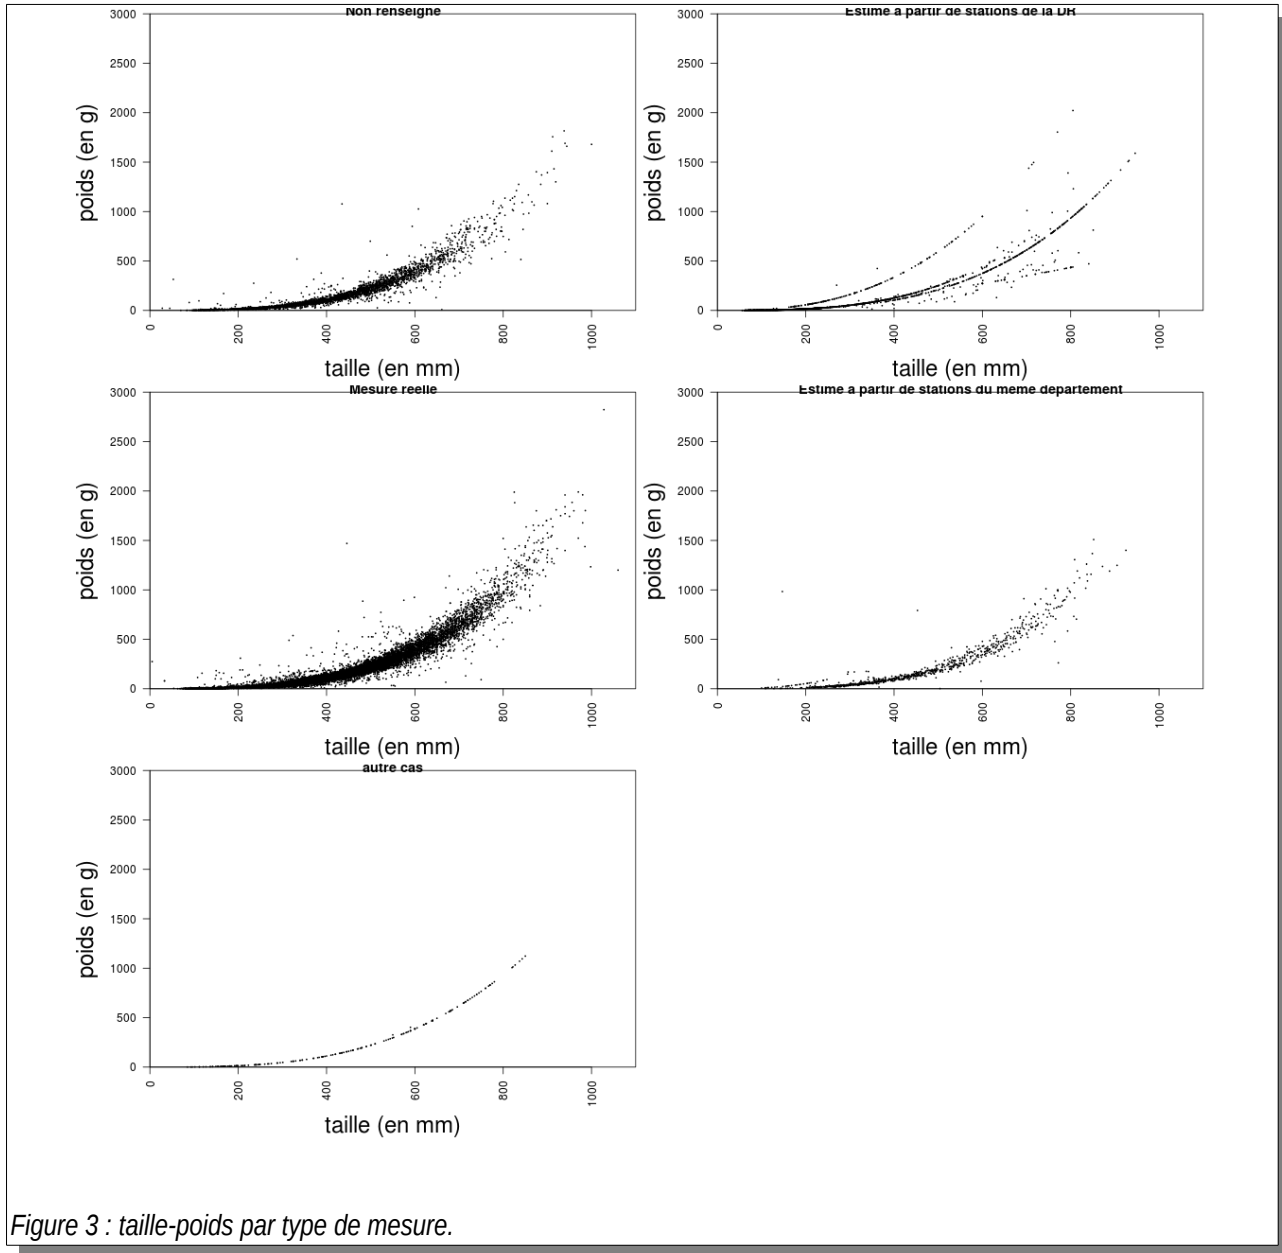 Non renseigne
3000
2500
2000
1500
1000
500
0
poids (en g)
0 200 400 600 800 1000
taille (en mm)
Estime a partir de stations de la DR
3000
2500
2000
1500
1000
500
0
poids (en g)
0 200 400 600 800 1000
taille (en mm)
Mesure reelle
3000
2500
2000
1500
1000
500
0
poids (en g)
0 200 400 600 800 1000
taille (en mm)
Estime a partir de stations du meme departement
3000
2500
2000
1500
1000
500
0
poids (en g)
0 200 400 600 800 1000
taille (en mm)
autre cas
3000
2500
2000
1500
1000
500
0
poids (en g)
0 200 400 600 800 1000
taille (en mm)
Figure 3 : taille-poids par type de mesure.